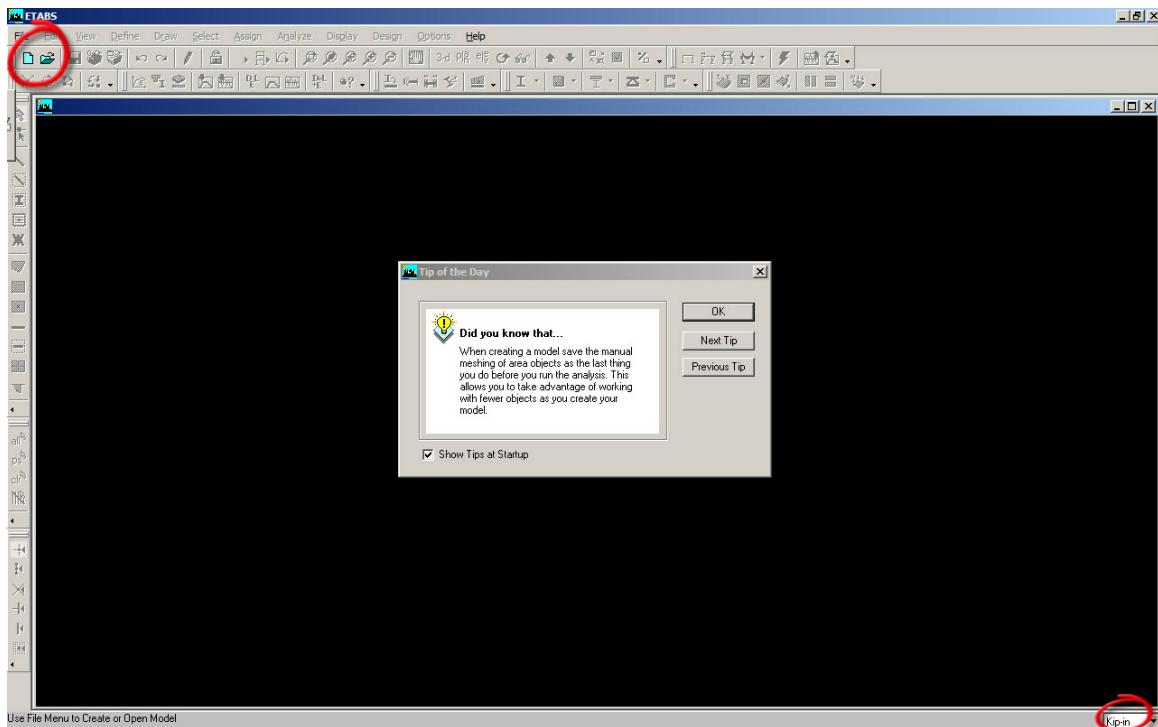 ETABS
File Edit View Define Draw Select Assign Analyze Display Design Options Help
3-d
Tip of the Day
Did you know that...
When creating a model save the manual
meshing of area objects as the last thing
you do before you run the analysis. This
allows you to take advantage of working
with fewer objects as you create your
model.
OK
Next Tip
Previous Tip
Show Tips at Startup
all
ps
clr
Use File Menu to Create or Open Model
Kip-in